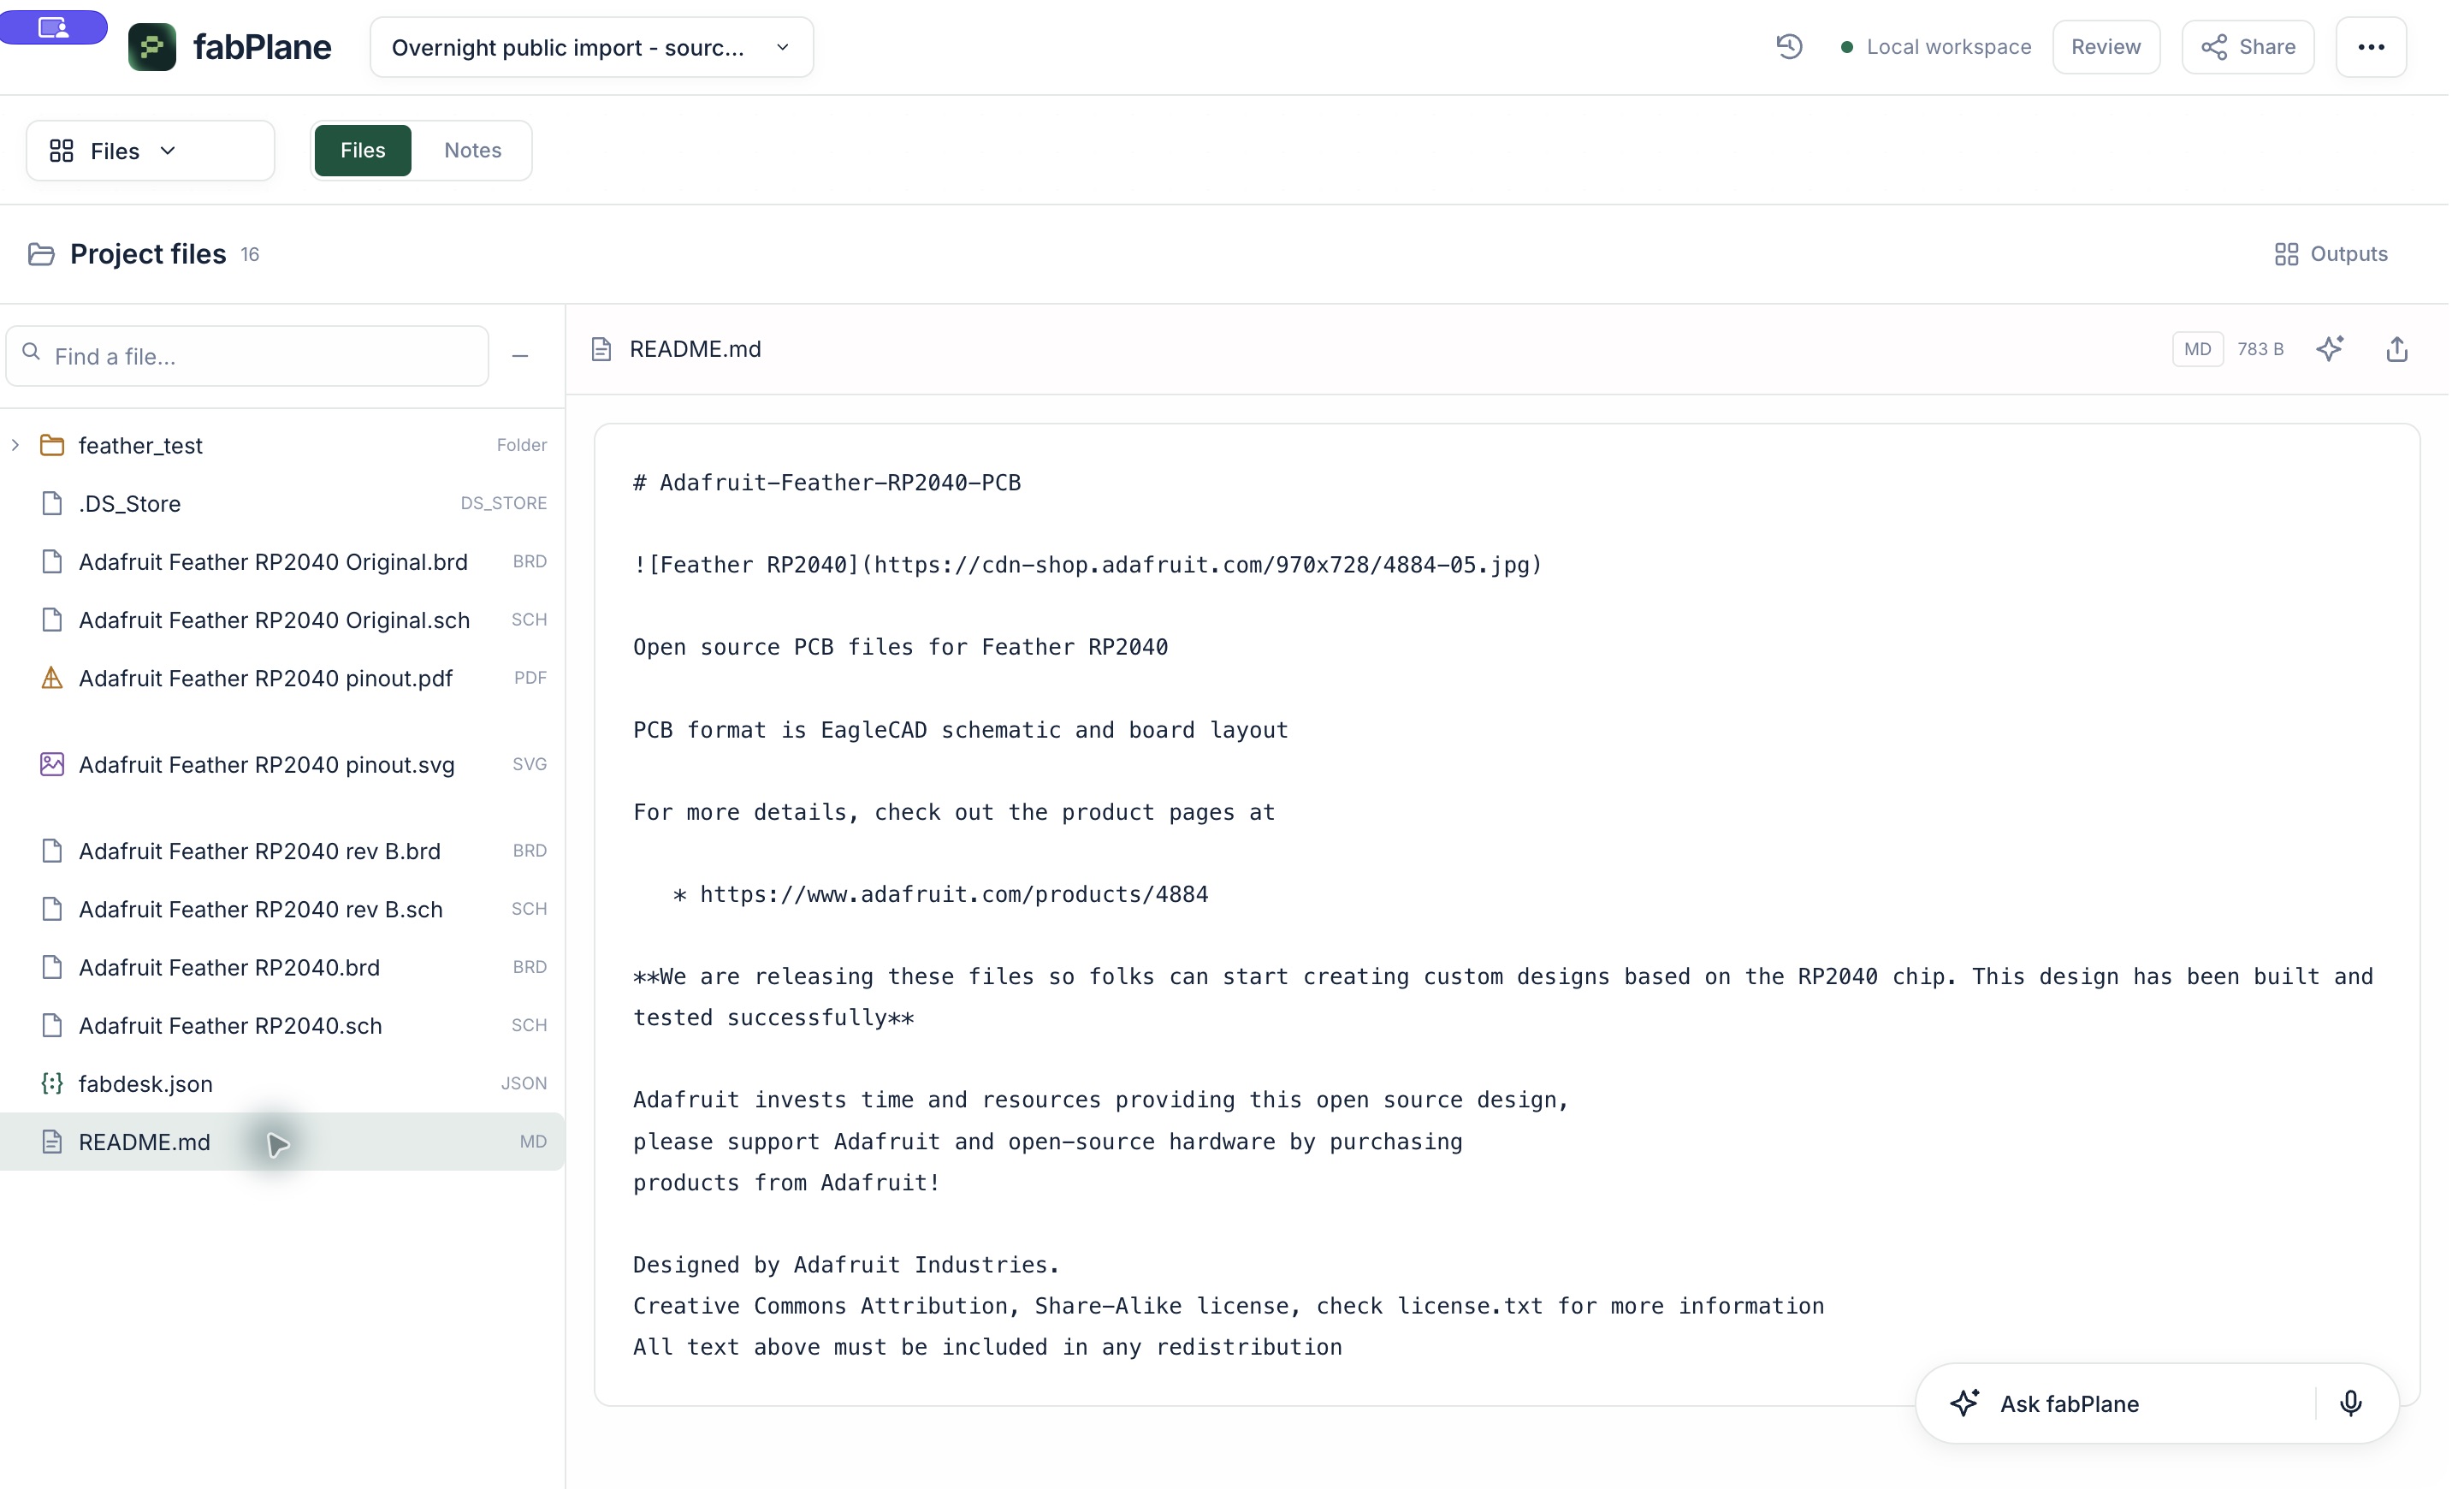 fabPlane
Overnight public import - sourc...
Local workspace
Review
Share
Files
Files
Notes
Project files 16
Outputs
Find a file...
README.md
MD
783 B
feather_test Folder
.DS_Store DS_STORE
Adafruit Feather RP2040 Original.brd BRD
Adafruit Feather RP2040 Original.sch SCH
Adafruit Feather RP2040 pinout.pdf PDF
Adafruit Feather RP2040 pinout.svg SVG
Adafruit Feather RP2040 rev B.brd BRD
Adafruit Feather RP2040 rev B.sch SCH
Adafruit Feather RP2040.brd BRD
Adafruit Feather RP2040.sch SCH
fabdesk.json JSON
README.md MD
# Adafruit-Feather-RP2040-PCB
![Feather RP2040](https://cdn-shop.adafruit.com/970x728/4884-05.jpg)
Open source PCB files for Feather RP2040
PCB format is EagleCAD schematic and board layout
For more details, check out the product pages at
* https://www.adafruit.com/products/4884
**We are releasing these files so folks can start creating custom designs based on the RP2040 chip. This design has been built and
tested successfully**
Adafruit invests time and resources providing this open source design,
please support Adafruit and open-source hardware by purchasing
products from Adafruit!
Designed by Adafruit Industries.
Creative Commons Attribution, Share-Alike license, check license.txt for more information
All text above must be included in any redistribution
Ask fabPlane